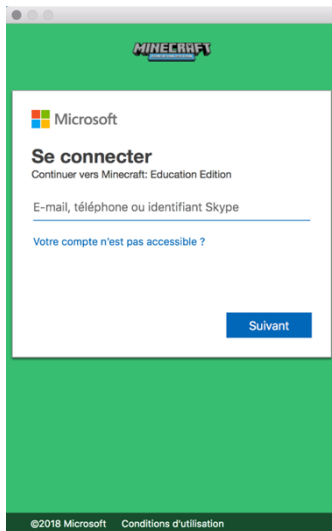 MINECRAFT
Microsoft
Se connecter
Continuer vers Minecraft: Education Edition
E-mail, téléphone ou identifiant Skype
Votre compte n'est pas accessible ?
Suivant
©2018 Microsoft Conditions d'utilisation